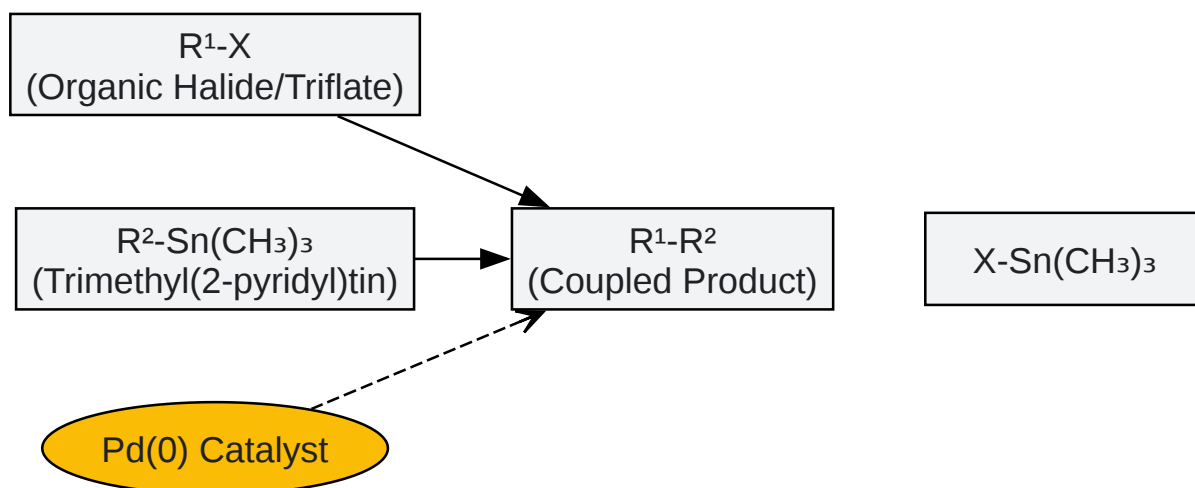 R¹-X
(Organic Halide/Triflate)
R²-Sn(CH₃)₃
(Trimethyl(2-pyridyl)tin)
R¹-R²
(Coupled Product)
X-Sn(CH₃)₃
Pd(0) Catalyst